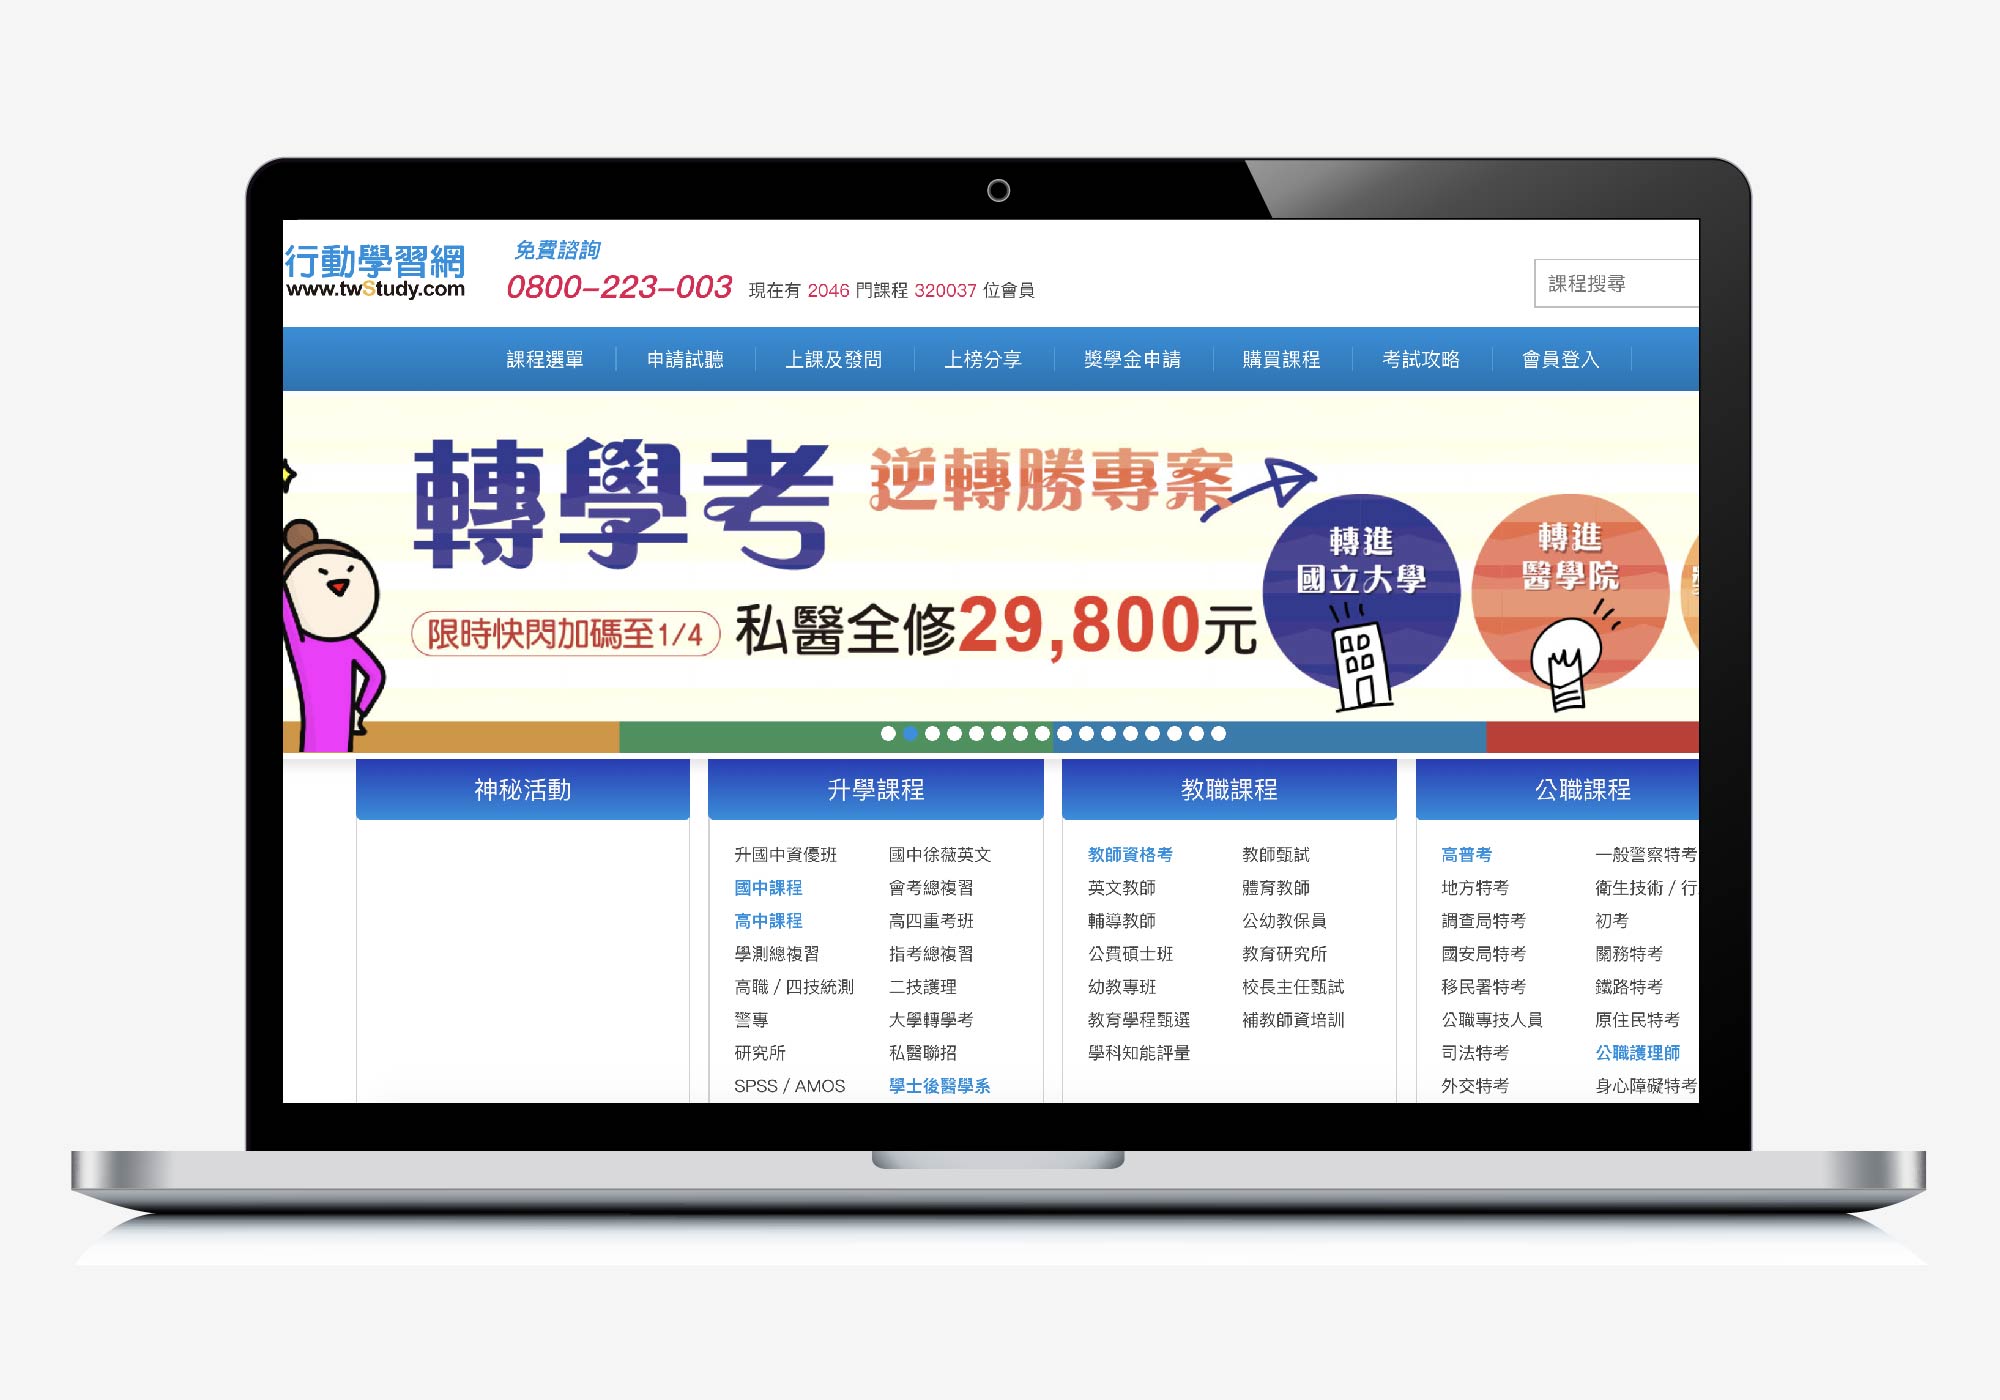 行動學習網
www.twStudy.com
免費諮詢
0800-223-003 現在有 2046 門課程 320037 位會員
課程搜尋
課程選單 申請試聽 上課及發問 上榜分享 獎學金申請 購買課程 考試攻略 會員登入
轉學考 逆轉勝專案
轉進
國立大學
轉進
醫學院
限時快閃加碼至1/4 私醫全修29,800元
神秘活動 升學課程 教職課程 公職課程
升國中資優班 國中徐薇英文 教師資格考 教師甄試 高普考 一般警察特考
國中課程 會考總複習 英文教師 體育教師 地方特考 衛生技術 / 行
高中課程 高四重考班 輔導教師 公幼教保員 調查局特考 初考
學測總複習 指考總複習 公費碩士班 教育研究所 國安局特考 關務特考
高職 / 四技統測 二技護理 幼教專班 校長主任甄試 移民署特考 鐵路特考
警專 大學轉學考 教育學程甄選 補教師資培訓 公職專技人員 原住民特考
研究所 私醫聯招 學科知能評量 司法特考 公職護理師
SPSS / AMOS 學士後醫學系 外交特考 身心障礙特考